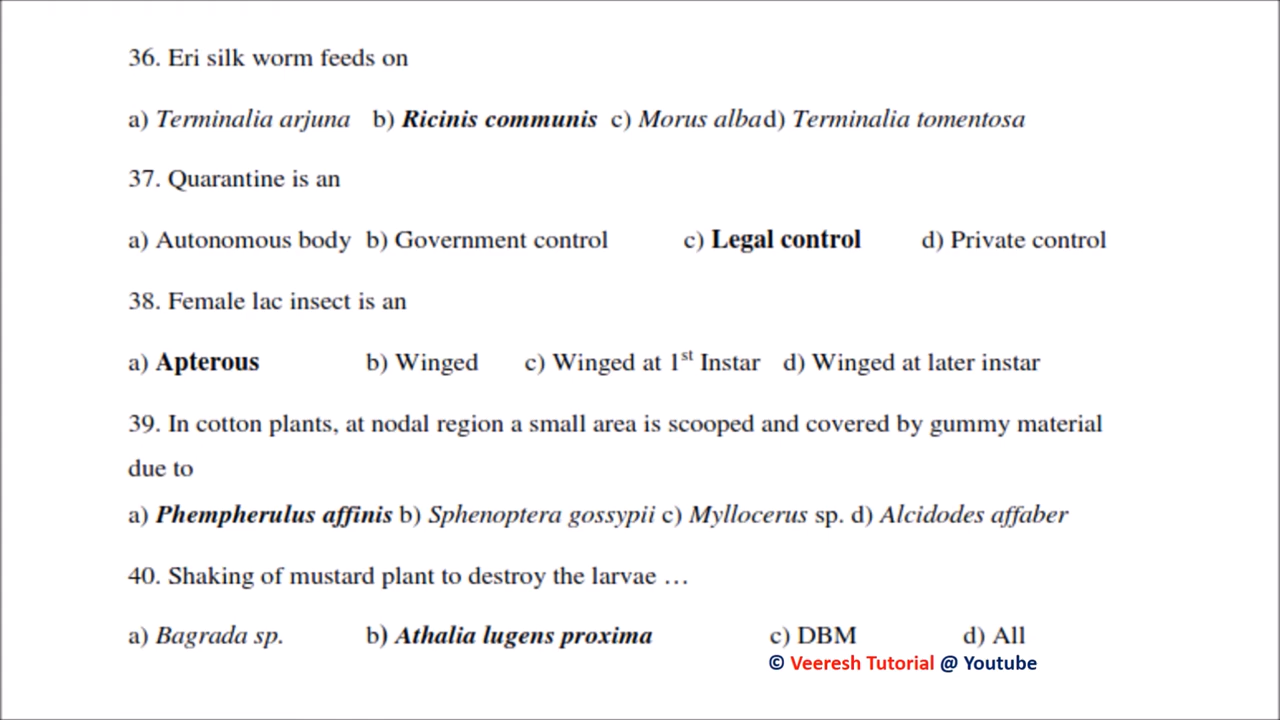 36. Eri silk worm feeds on
a) Terminalia arjuna b) Ricinis communis c) Morus albad) Terminalia tomentosa
37. Quarantine is an
a) Autonomous body b) Government control c) Legal control d) Private control
38. Female lac insect is an
a) Apterous b) Winged c) Winged at 1st Instar d) Winged at later instar
39. In cotton plants, at nodal region a small area is scooped and covered by gummy material
due to
a) Phempherulus affinis b) Sphenoptera gossypii c) Myllocerus sp. d) Alcidodes affaber
40. Shaking of mustard plant to destroy the larvae …
a) Bagrada sp. b) Athalia lugens proxima c) DBM d) All
© Veeresh Tutorial @ Youtube